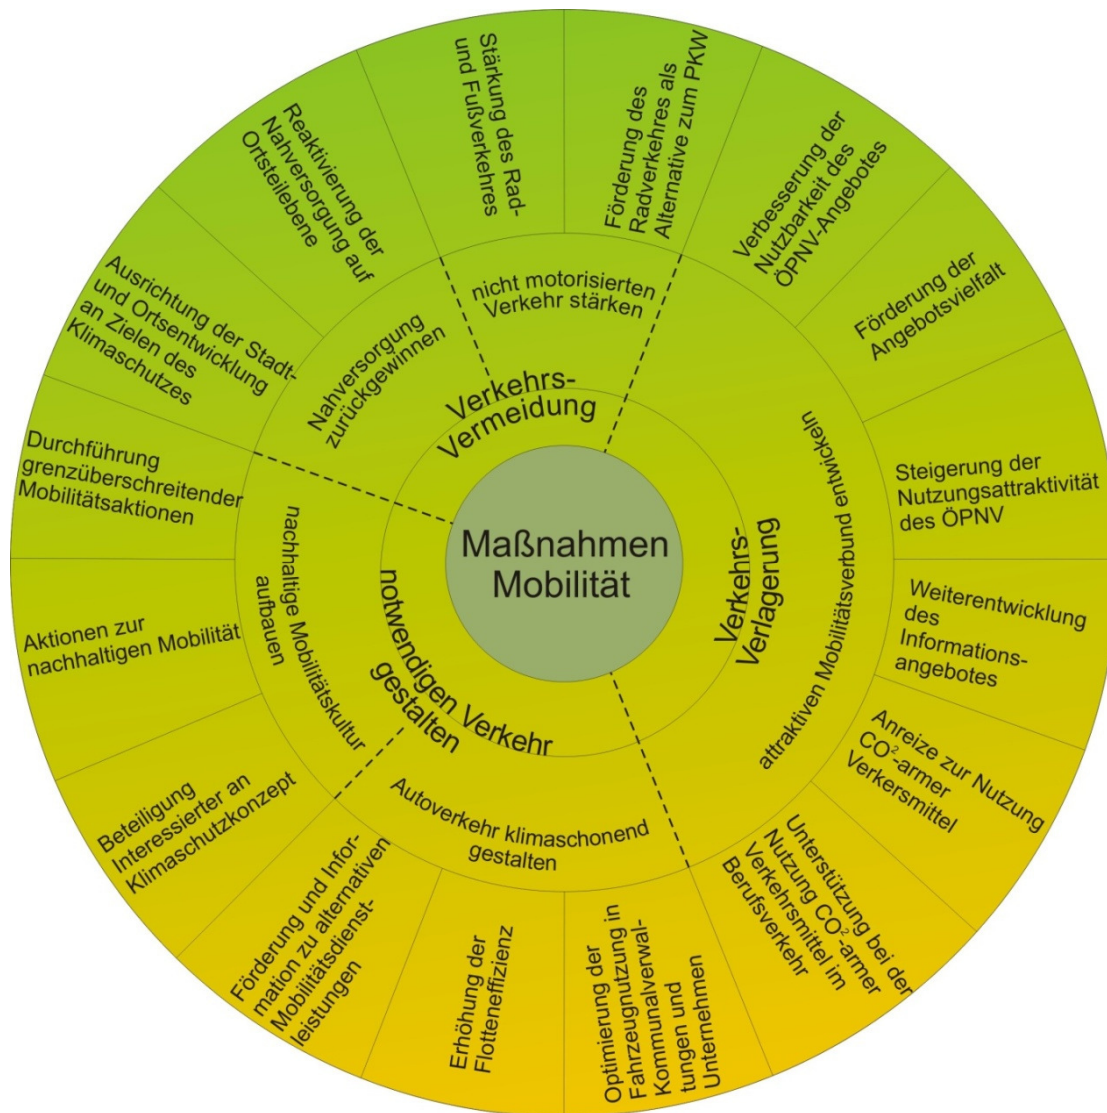 Maßnahmen
Mobilität
Verkehrs-
Vermeidung
Verkehrs-
Verlagerung
notwendigen Verkehr
gestalten
nicht motorisierten
Verkehr stärken
attraktiven Mobilitätsverbund entwickeln
Autoverkehr klimaschonend
gestalten
nachhaltige Mobilitätskultur
aufbauen
Nahversorgung
zurückgewinnen
Stärkung des Rad-
und Fußverkehres
Förderung des
Radverkehres als
Alternative zum PKW
Verbesserung der
Nutzbarkeit des
ÖPNV-Angebotes
Förderung der
Angebotsvielfalt
Steigerung der
Nutzungsattraktivität
des ÖPNV
Weiterentwicklung
des
Informations-
angebotes
Anreize zur Nutzung
CO²-armer
Verkersmittel
Unterstützung bei der
Nutzung CO²-armer
Verkehrsmittel im
Berufsverkehr
Optimierung der
Fahrzeugnutzung in
Kommunalverwal-
tungen und
Unternehmen
Erhöhung der
Flotteneffizienz
Förderung und Infor-
mation zu alternativen
Mobilitätsdienst-
leistungen
Beteiligung
Interessierter an
Klimaschutzkonzept
Aktionen zur
nachhaltigen Mobilität
Durchführung
grenzüberschreitender
Mobilitätsaktionen
Ausrichtung der Stadt-
und Ortsentwicklung
an Zielen des
Klimaschutzes
Reaktivierung der
Nahversorgung auf
Ortsteilebene